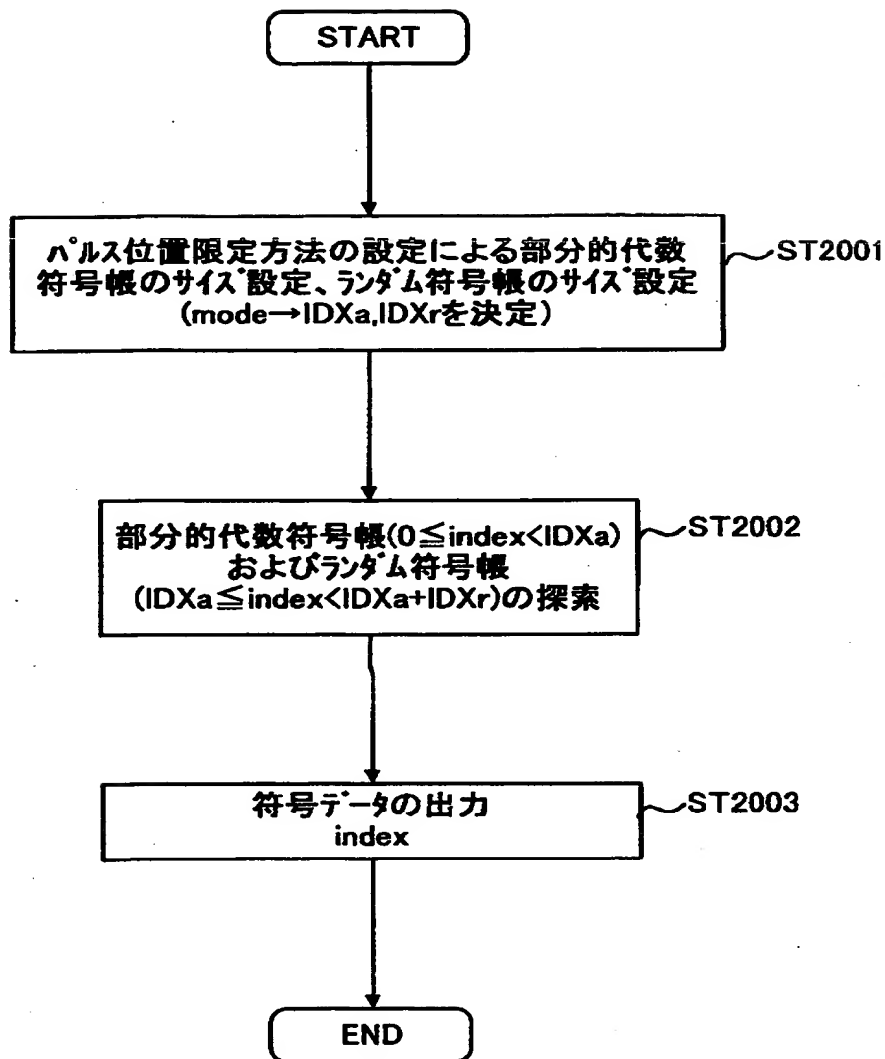 START
パルス位置限定方法の設定による部分的代数
符号帳のサイズ設定、ランダム符号帳のサイズ設定
(mode→IDXa,IDXrを決定)
ST2001
部分的代数符号帳(0≦index<IDXa)
およびランダム符号帳
(IDXa≦index<IDXa+IDXr)の探索
ST2002
符号データの出力
index
ST2003
END